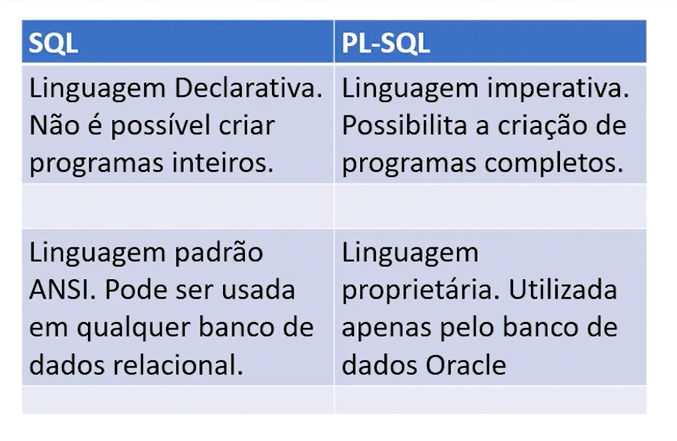 SQL
PL-SQL
Linguagem Declarativa.
Não é possível criar
programas inteiros.
Linguagem imperativa.
Possibilita a criação de
programas completos.
Linguagem padrão
ANSI. Pode ser usada
em qualquer banco de
dados relacional.
Linguagem
proprietária. Utilizada
apenas pelo banco de
dados Oracle